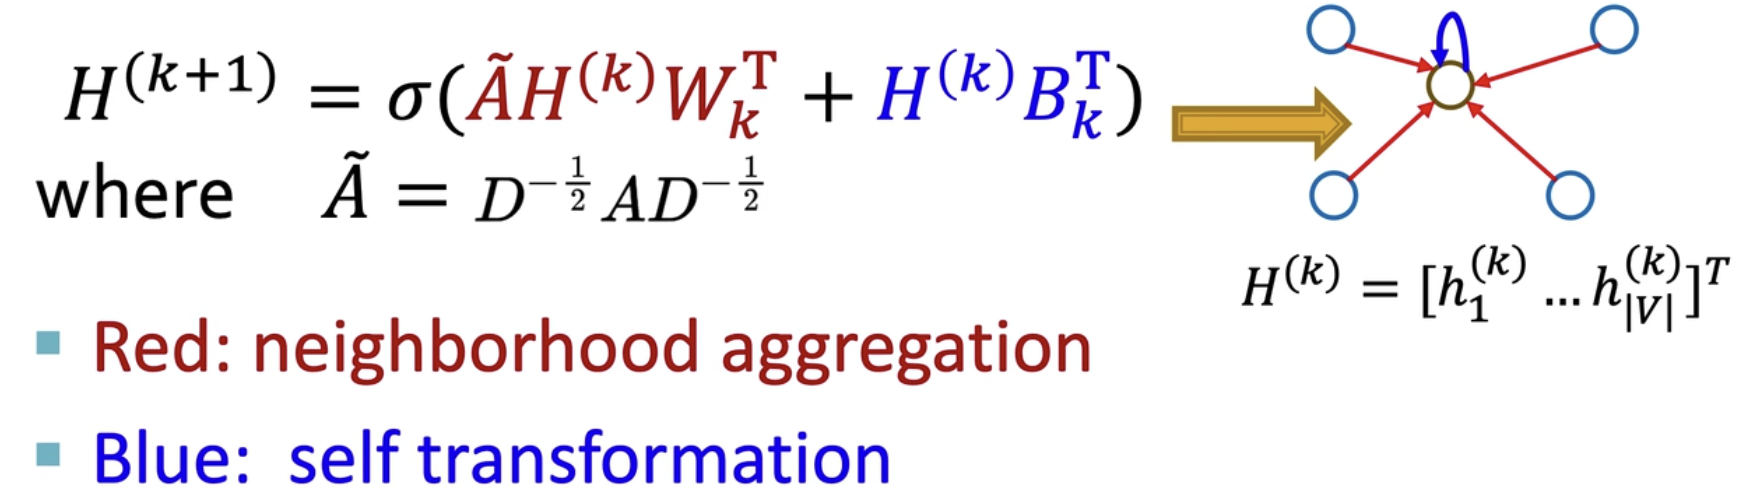 H^(k+1) = σ(ÃH^(k)W_k^T + H^(k)B_k^T)
where Ã = D^(-1/2)AD^(-1/2)
H^(k) = [h_1^(k) ... h_|V|^(k)]^T
▪ Red: neighborhood aggregation
▪ Blue: self transformation